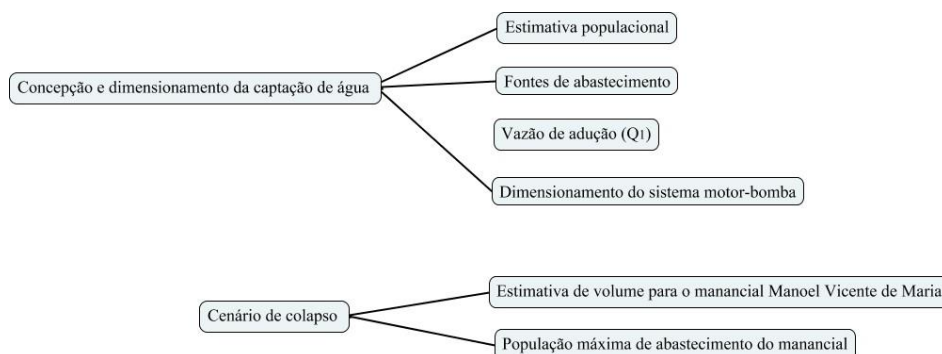 Estimativa populacional
Concepção e dimensionamento da captação de água
Fontes de abastecimento
Vazão de adução (Q1)
Dimensionamento do sistema motor-bomba
Estimativa de volume para o manancial Manoel Vicente de Maria
Cenário de colapso
População máxima de abastecimento do manancial